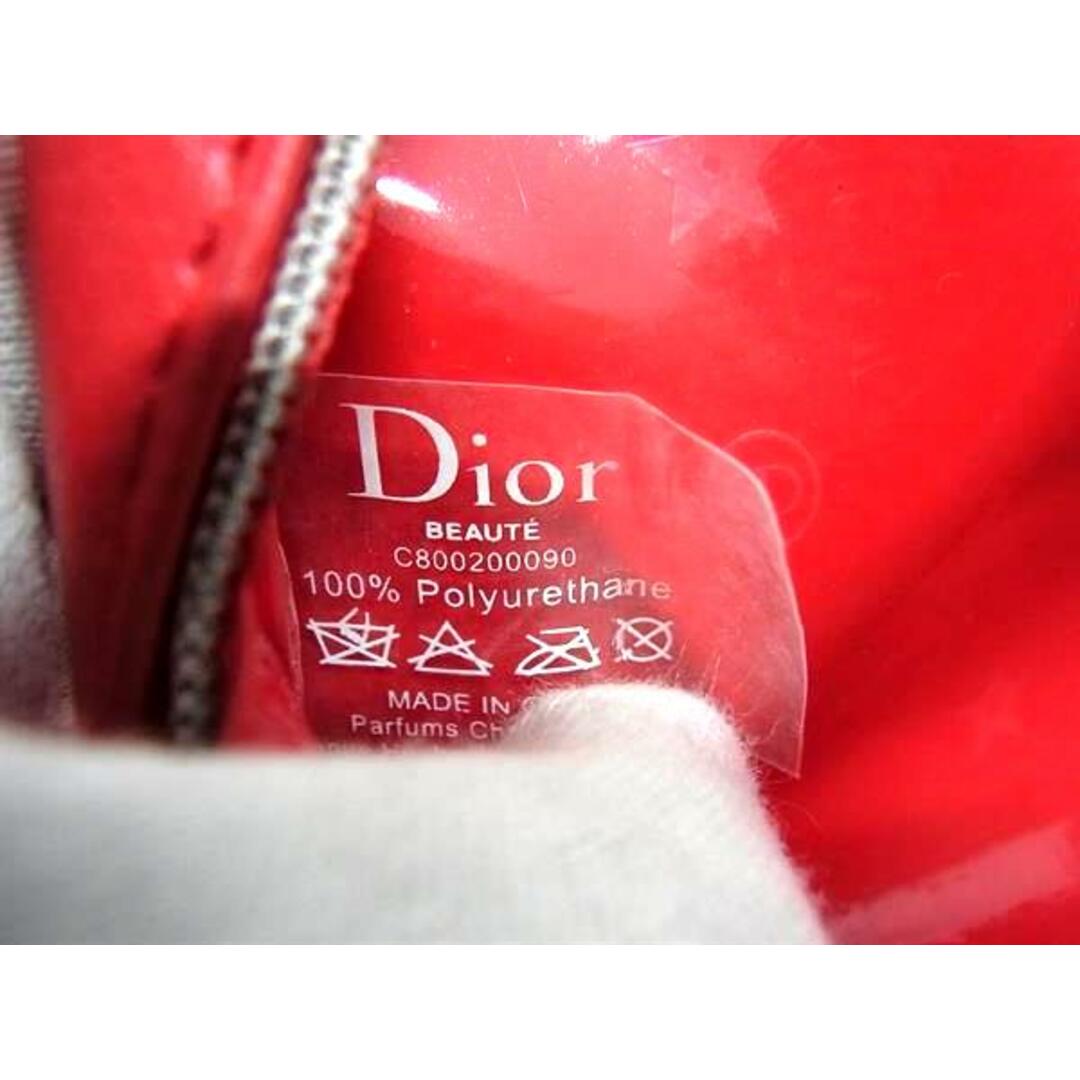 Dior
BEAUTÉ
C800200090
100% Polyurethane
MADE IN
Parfums